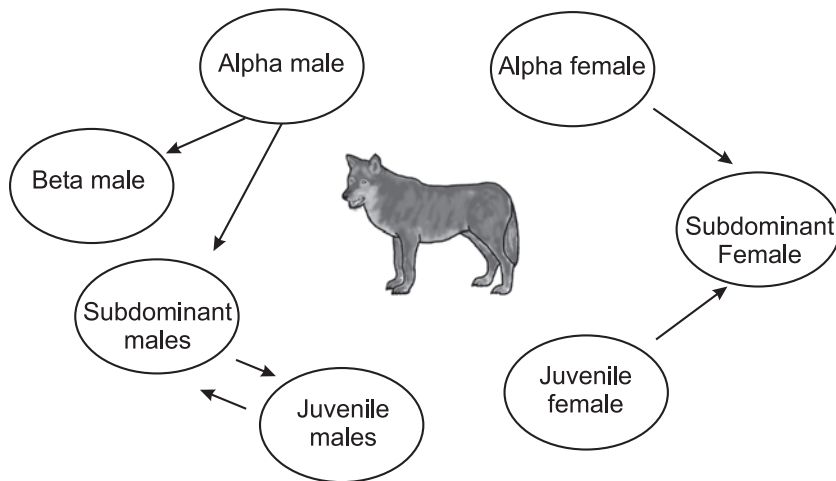 Alpha male
Alpha female
Beta male
Subdominant
Female
Subdominant
males
Juvenile
female
Juvenile
males